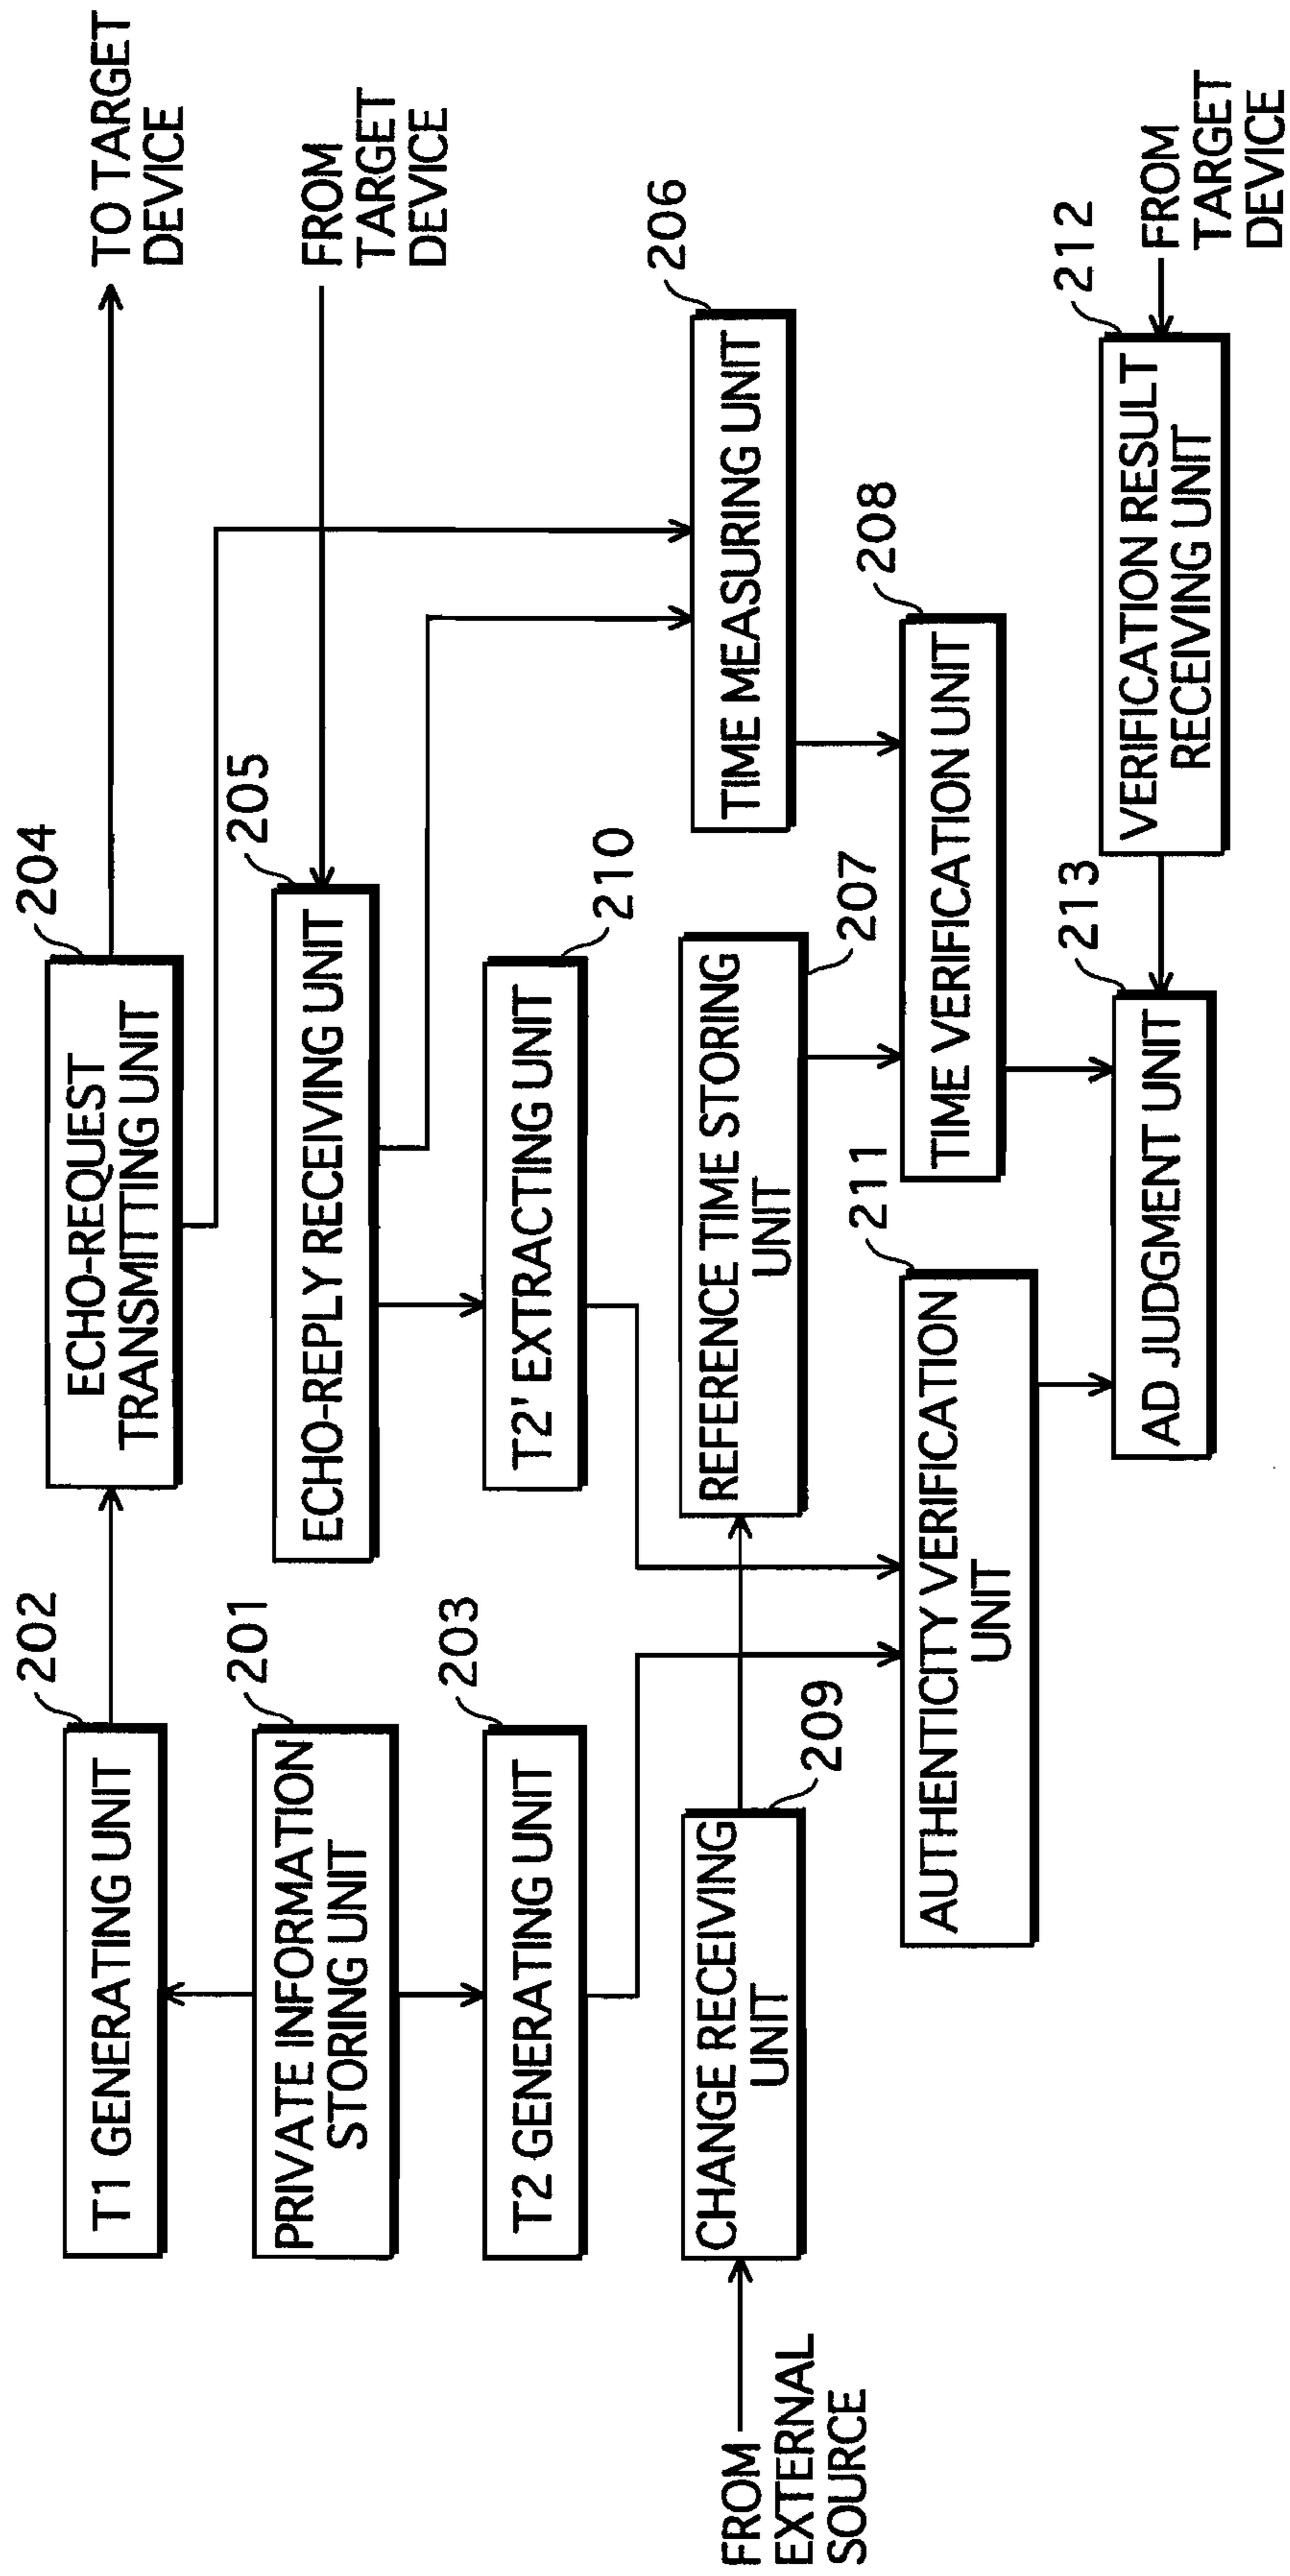 202
T1 GENERATING UNIT
204
ECHO-REQUEST
TRANSMITTING UNIT
TO TARGET
DEVICE
201
PRIVATE INFORMATION
STORING UNIT
205
ECHO-REPLY RECEIVING UNIT
FROM
TARGET
DEVICE
203
T2 GENERATING UNIT
T2' EXTRACTING UNIT
210
206
TIME MEASURING UNIT
FROM
EXTERNAL
SOURCE
CHANGE RECEIVING
UNIT
209
REFERENCE TIME STORING
UNIT
207
211
AUTHENTICITY VERIFICATION
UNIT
208
TIME VERIFICATION UNIT
213
AD JUDGMENT UNIT
212
VERIFICATION RESULT
RECEIVING UNIT
FROM
TARGET
DEVICE